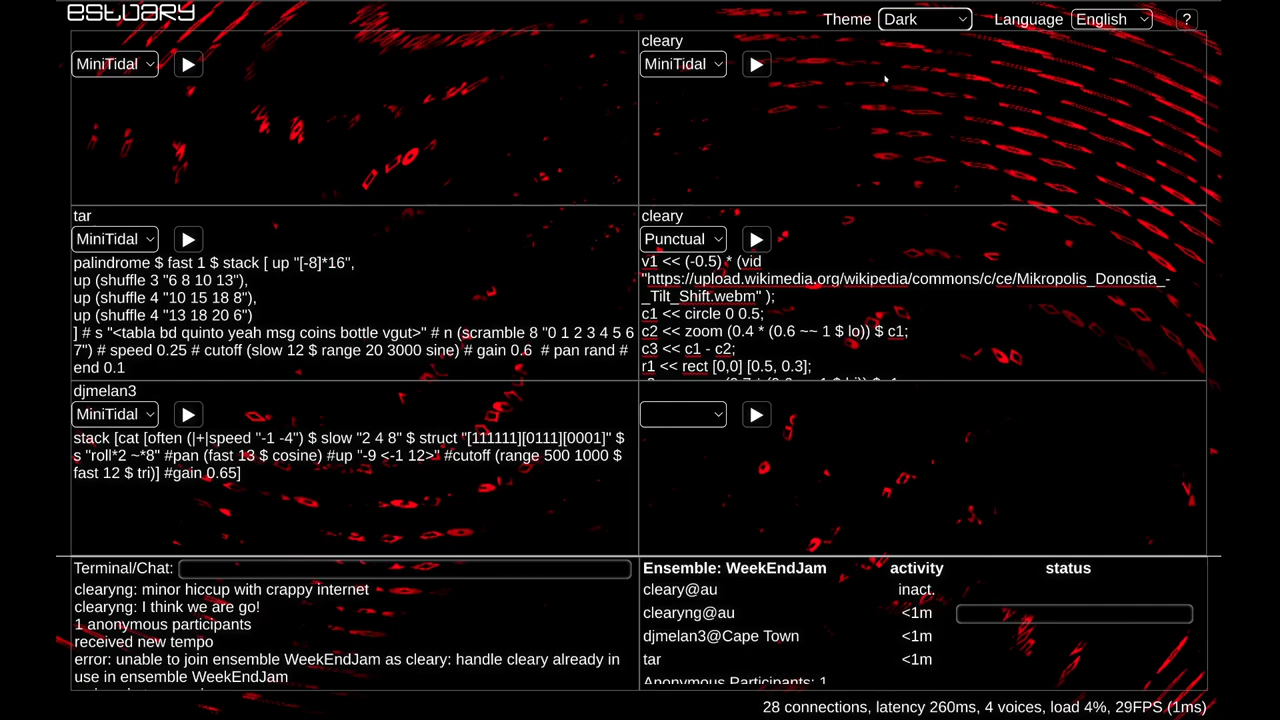 estuary
Theme Dark Language English ?
MiniTidal
cleary
MiniTidal
tar
MiniTidal
palindrome $ fast 1 $ stack [ up "[-8]*16",
up (shuffle 3 "6 8 10 13"),
up (shuffle 4 "10 15 18 8"),
up (shuffle 4 "13 18 20 6")
] # s "<tabla bd quinto yeah msg coins bottle vgut>" # n (scramble 8 "0 1 2 3 4 5 6
7") # speed 0.25 # cutoff (slow 12 $ range 20 3000 sine) # gain 0.6  # pan rand #
end 0.1
cleary
Punctual
v1 << (-0.5) * (vid
"https://upload.wikimedia.org/wikipedia/commons/c/ce/Mikropolis_Donostia_-
_Tilt_Shift.webm" );
c1 << circle 0 0.5;
c2 << zoom (0.4 * (0.6 ~~ 1 $ lo)) $ c1;
c3 << c1 - c2;
r1 << rect [0,0] [0.5, 0.3];
djmelan3
MiniTidal
stack [cat [often (|+|speed "-1 -4") $ slow "2 4 8" $ struct "[111111][0111][0001]" $
s "roll*2 ~*8" #pan (fast 13 $ cosine) #up "-9 <-1 12>" #cutoff (range 500 1000 $
fast 12 $ tri)] #gain 0.65]
Terminal/Chat:
clearyng: minor hiccup with crappy internet
clearyng: I think we are go!
1 anonymous participants
received new tempo
error: unable to join ensemble WeekEndJam as cleary: handle cleary already in
use in ensemble WeekEndJam
Ensemble: WeekEndJam activity status
cleary@au inact.
clearyng@au <1m
djmelan3@Cape Town <1m
tar <1m
Anonymous Participants: 1
28 connections, latency 260ms, 4 voices, load 4%, 29FPS (1ms)